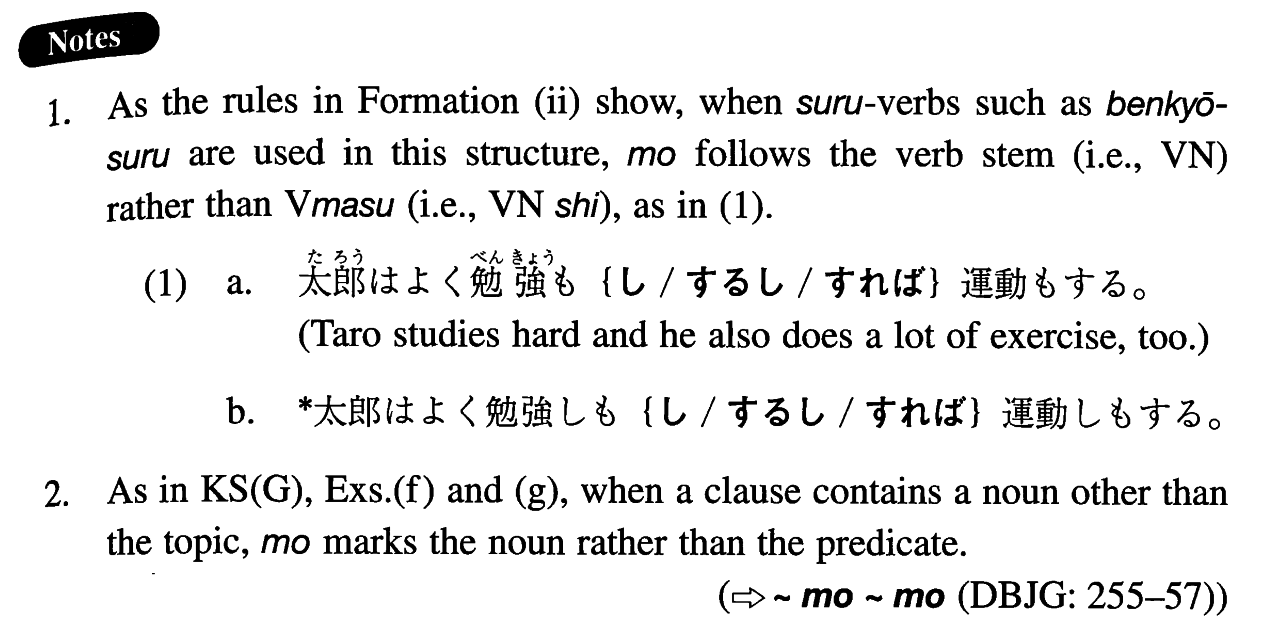 Notes
1. As the rules in Formation (ii) show, when suru-verbs such as benkyō-
suru are used in this structure, mo follows the verb stem (i.e., VN)
rather than Vmasu (i.e., VN shi), as in (1).
たろう べんきょう
(1) a. 太郎はよく勉強も {し / するし / すれば} 運動もする。
(Taro studies hard and he also does a lot of exercise, too.)
b. *太郎はよく勉強しも {し / するし / すれば} 運動しもする。
2. As in KS(G), Exs.(f) and (g), when a clause contains a noun other than
the topic, mo marks the noun rather than the predicate.
(⇨ ~ mo ~ mo (DBJG: 255–57))